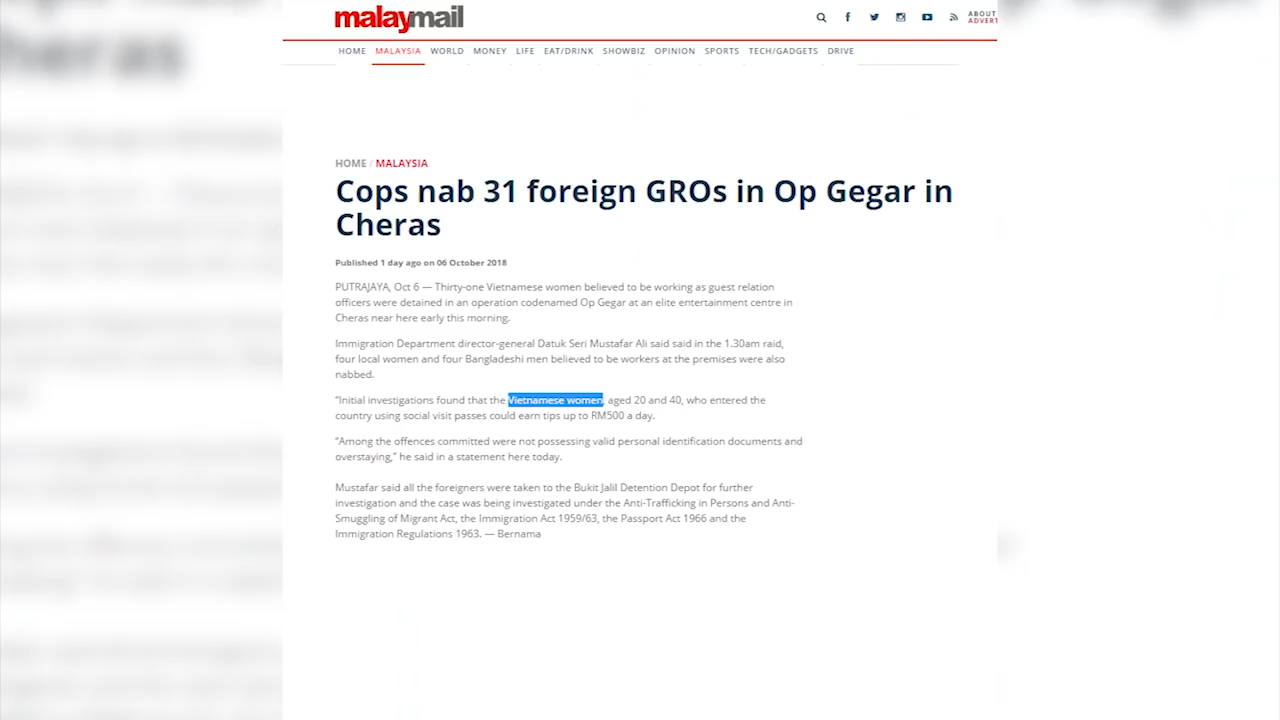 malaymail
ABOUT
ADVERT
HOME MALAYSIA WORLD MONEY LIFE EAT/DRINK SHOWBIZ OPINION SPORTS TECH/GADGETS DRIVE
HOME / MALAYSIA
Cops nab 31 foreign GROs in Op Gegar in
Cheras
Published 1 day ago on 06 October 2018
PUTRAJAYA, Oct 6 — Thirty-one Vietnamese women believed to be working as guest relation
officers were detained in an operation codenamed Op Gegar at an elite entertainment centre in
Cheras near here early this morning.
Immigration Department director-general Datuk Seri Mustafar Ali said said in the 1.30am raid,
four local women and four Bangladeshi men believed to be workers at the premises were also
nabbed.
“Initial investigations found that the Vietnamese women, aged 20 and 40, who entered the
country using social visit passes could earn tips up to RM500 a day.
“Among the offences committed were not possessing valid personal identification documents and
overstaying,” he said in a statement here today.
Mustafar said all the foreigners were taken to the Bukit Jalil Detention Depot for further
investigation and the case was being investigated under the Anti-Trafficking in Persons and Anti-
Smuggling of Migrant Act, the Immigration Act 1959/63, the Passport Act 1966 and the
Immigration Regulations 1963. — Bernama